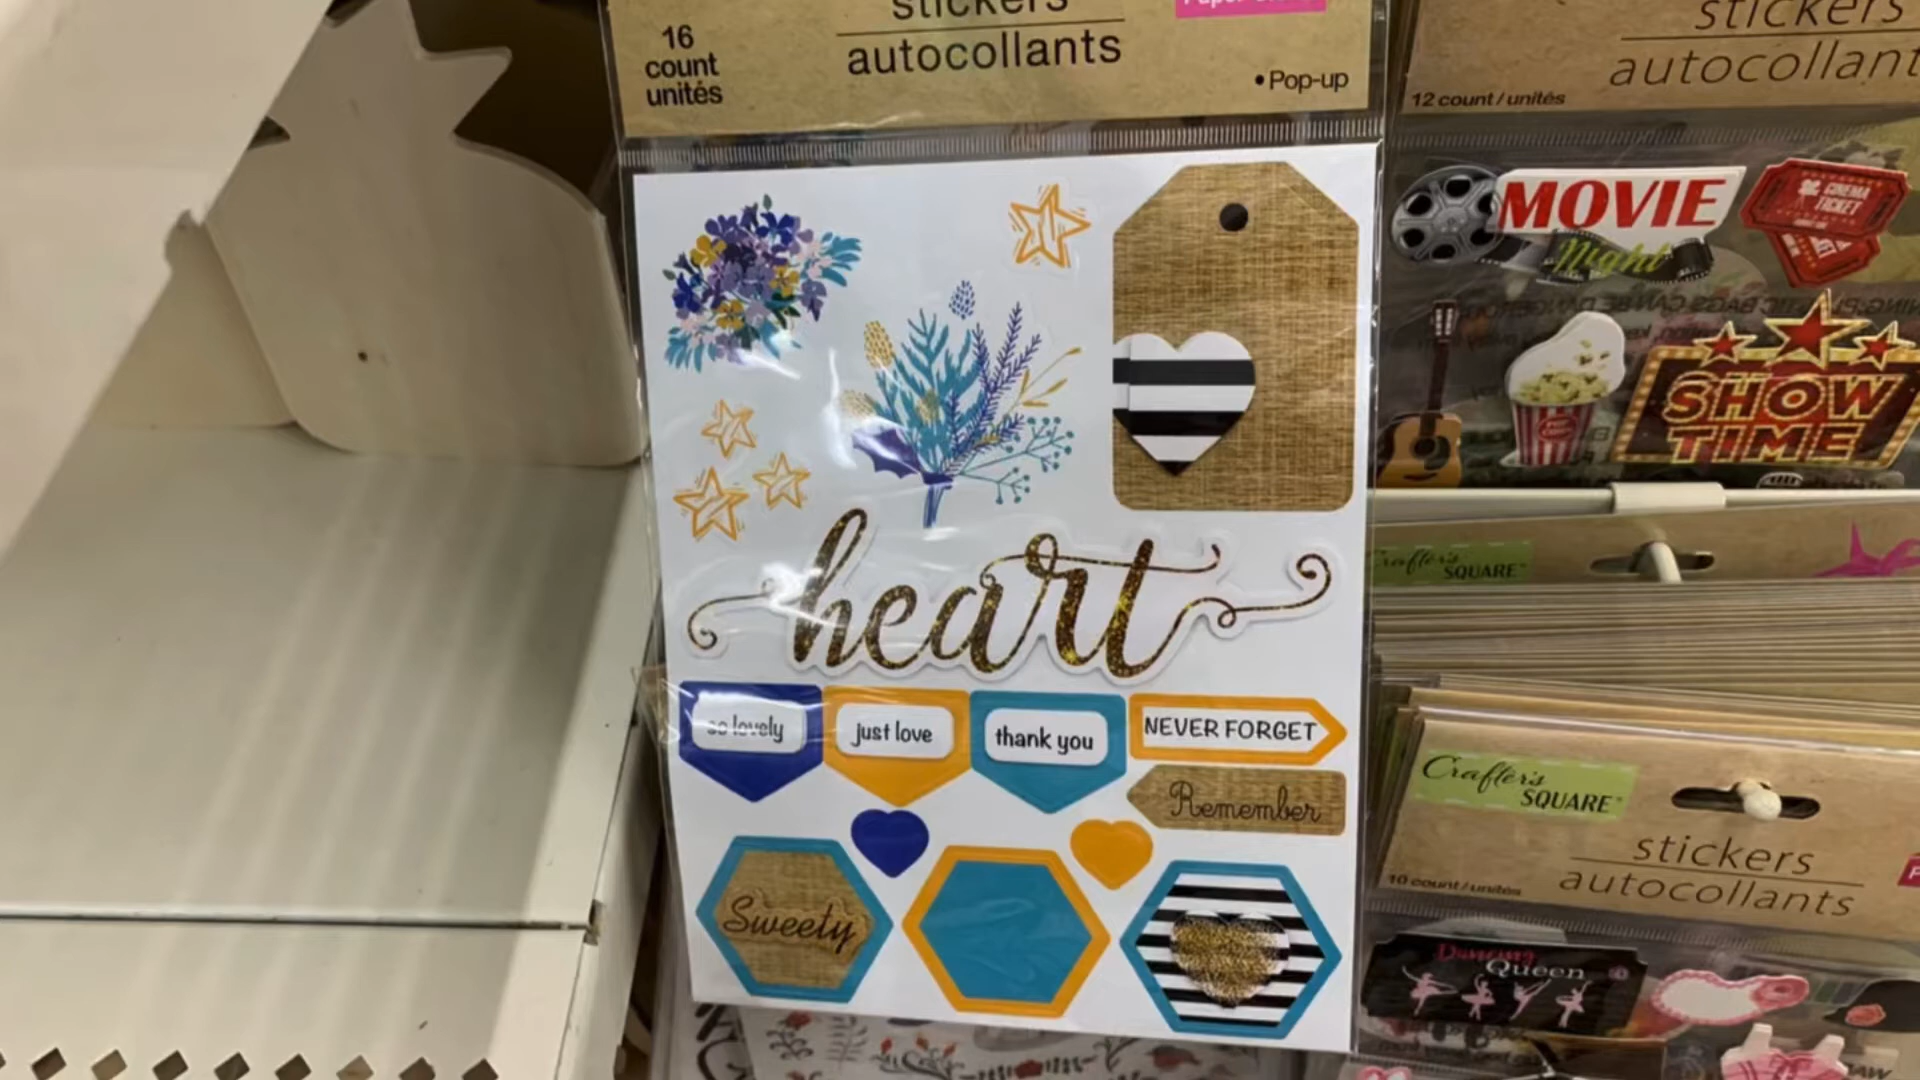 stickers
autocollants
16
count
unités
• Pop-up
heart
so lovely
just love
thank you
NEVER FORGET
Remember
Sweety
stickers
autocollant
12 count / unités
MOVIE
Night
CINEMA
TICKET
SHOW
TIME
Crafter's
SQUARE
Crafter's
SQUARE
stickers
autocollants
10 count / unités
Dancing
Queen